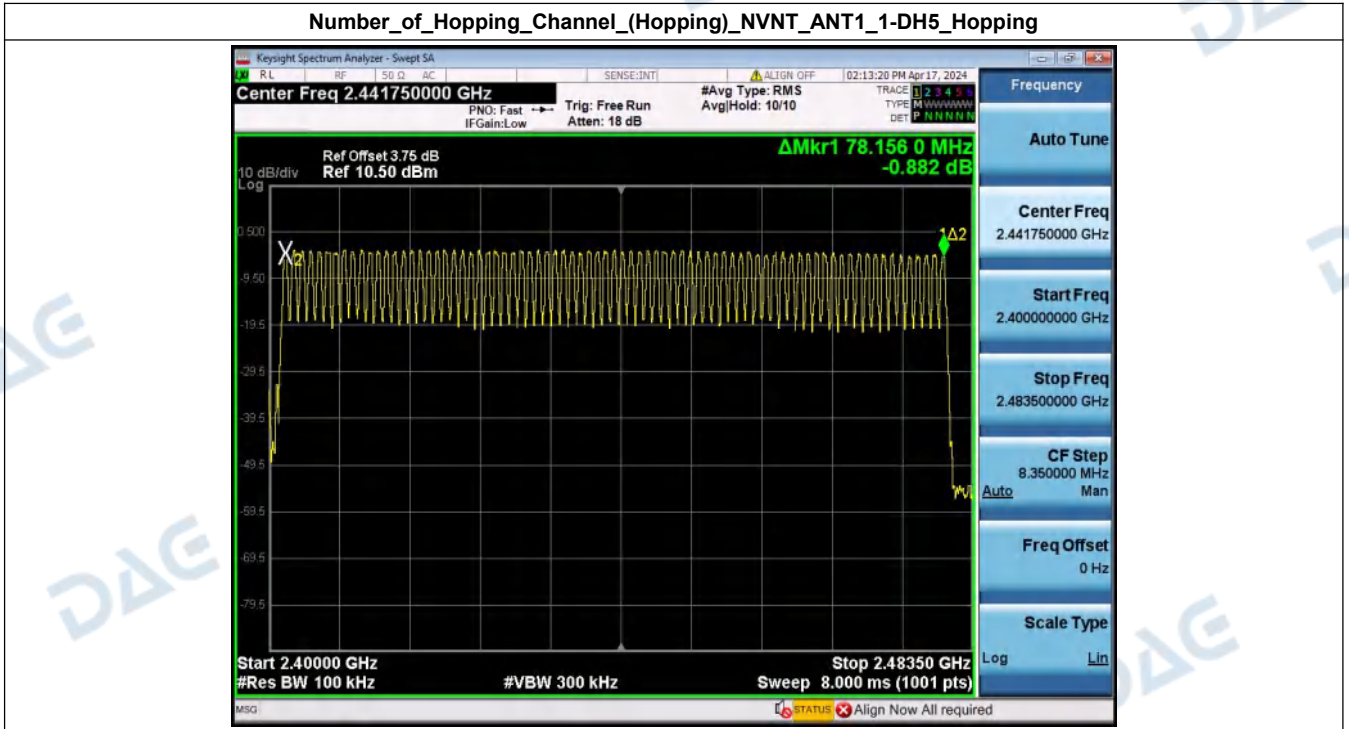 Number_of_Hopping_Channel_(Hopping)_NVNT_ANT1_1-DH5_Hopping
Keysight Spectrum Analyzer - Swept SA
RL RF 50 Ω AC SENSE:INT ALIGN OFF 02:13:20 PM Apr 17, 2024
Center Freq 2.441750000 GHz #Avg Type: RMS TRACE 1 2 3 4 5 6
PNO: Fast Trig: Free Run Avg|Hold: 10/10 TYPE M WWWWW
IFGain:Low Atten: 18 dB DET P N N N N N
ΔMkr1 78.156 0 MHz
-0.882 dB
Ref Offset 3.75 dB
10 dB/div Ref 10.50 dBm
Log
0.500
-9.50
-19.5
-29.5
-39.5
-49.5
-59.5
-69.5
-79.5
X2
1Δ2
Start 2.40000 GHz Stop 2.48350 GHz
#Res BW 100 kHz #VBW 300 kHz Sweep 8.000 ms (1001 pts)
MSG STATUS Align Now All required
Frequency
Auto Tune
Center Freq
2.441750000 GHz
Start Freq
2.400000000 GHz
Stop Freq
2.483500000 GHz
CF Step
8.350000 MHz
Auto Man
Freq Offset
0 Hz
Scale Type
Log Lin
DAE
DAE